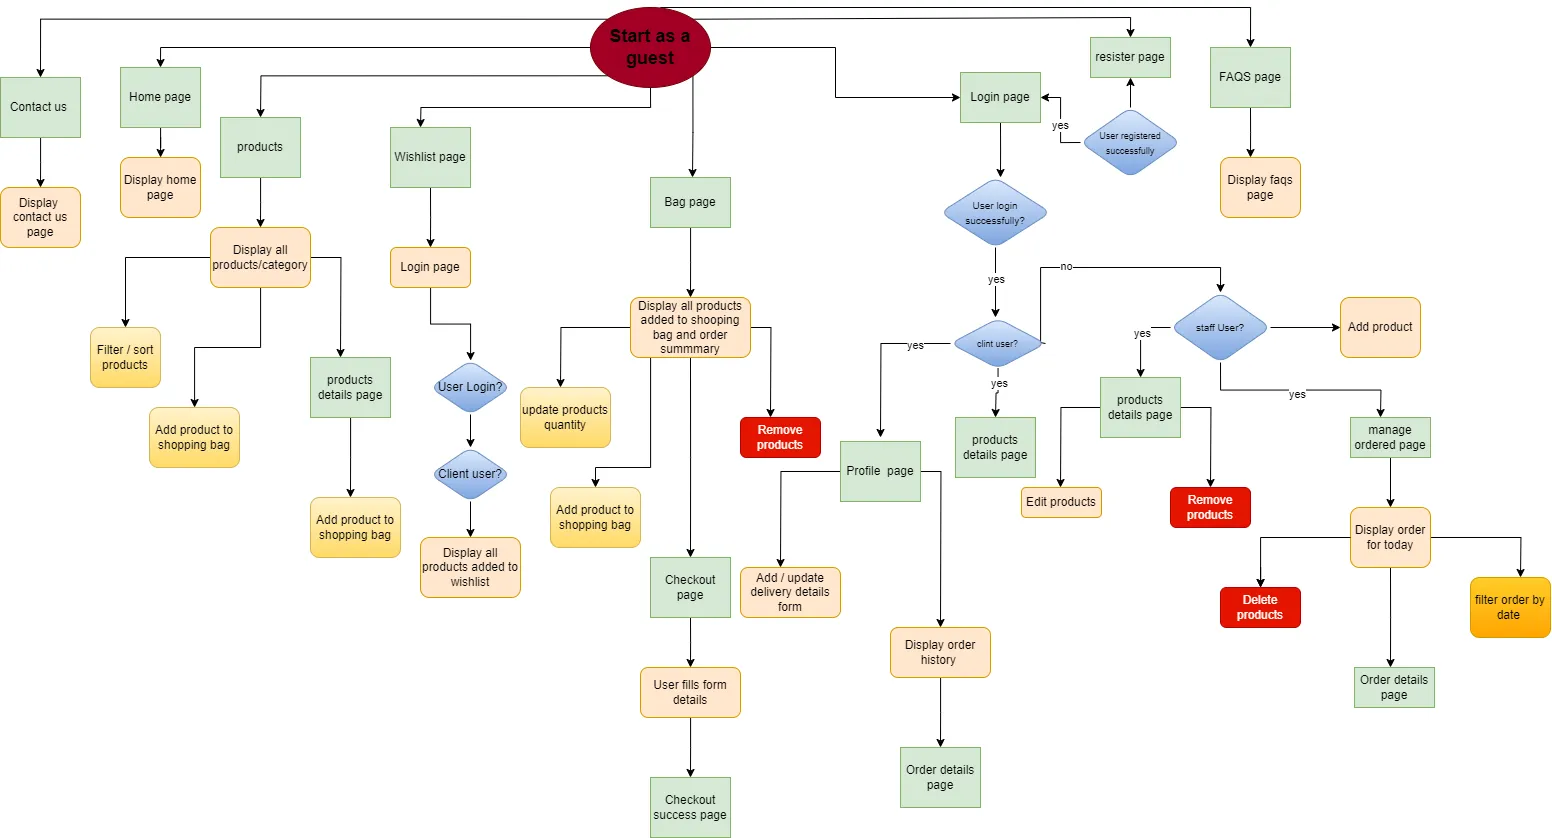 Start as a
guest
resister page
Contact us
Home page
products
Wishlist page
Bag page
Login page
FAQS page
yes
User registered
successfully
Display
contact us
page
Display home
page
Display all
products/category
Login page
User login
successfully?
Display faqs
page
yes
no
Filter / sort
products
Add product to
shopping bag
products
details page
Add product to
shopping bag
User Login?
Client user?
Display all
products added to
wishlist
Display all products
added to shooping
bag and order
summmary
update products
quantity
Remove
products
Add product to
shopping bag
Checkout
page
User fills form
details
Checkout
success page
yes
clint user?
yes
products
details page
Profile  page
Add / update
delivery details
form
Display order
history
Order details
page
staff User?
Add product
yes
products
details page
Edit products
Remove
products
yes
manage
ordered page
Display order
for today
Delete
products
filter order by
date
Order details
page